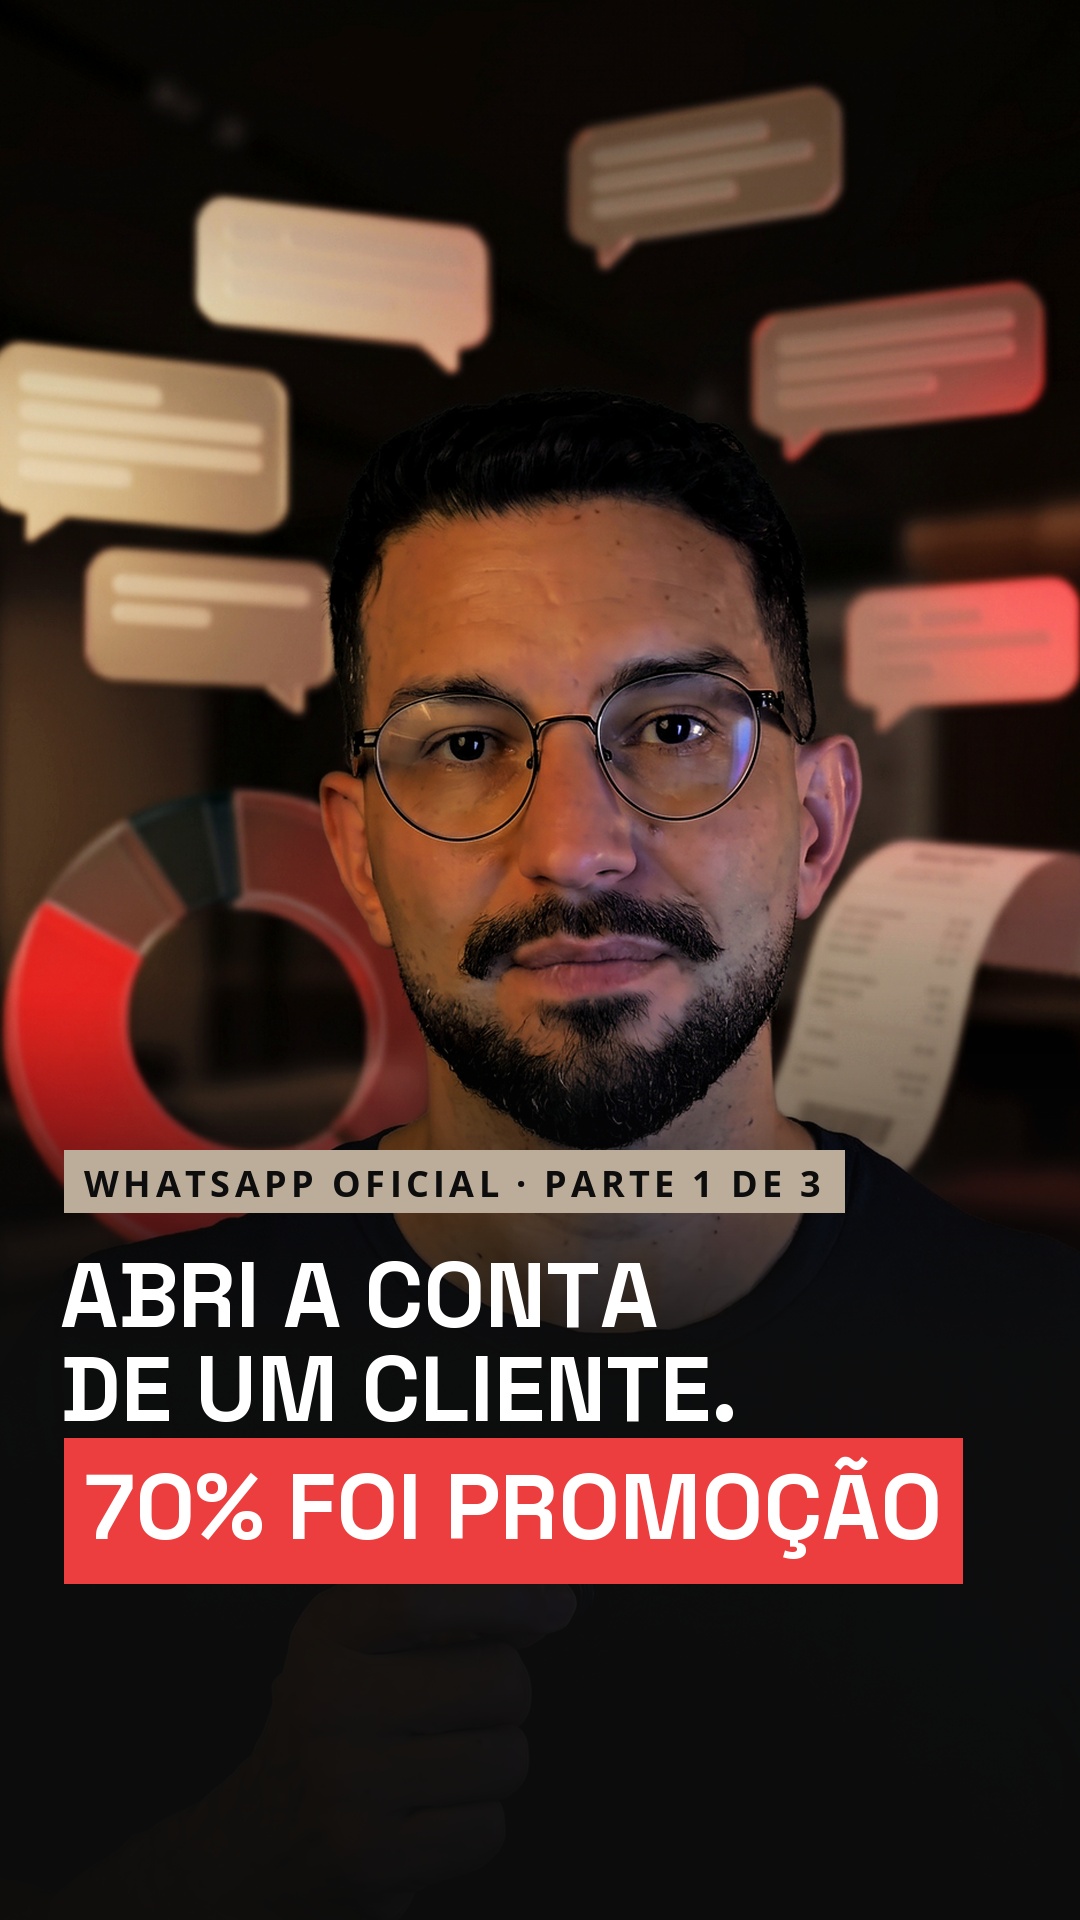 WHATSAPP OFICIAL · PARTE 1 DE 3
ABRI A CONTA
DE UM CLIENTE.
70% FOI PROMOÇÃO